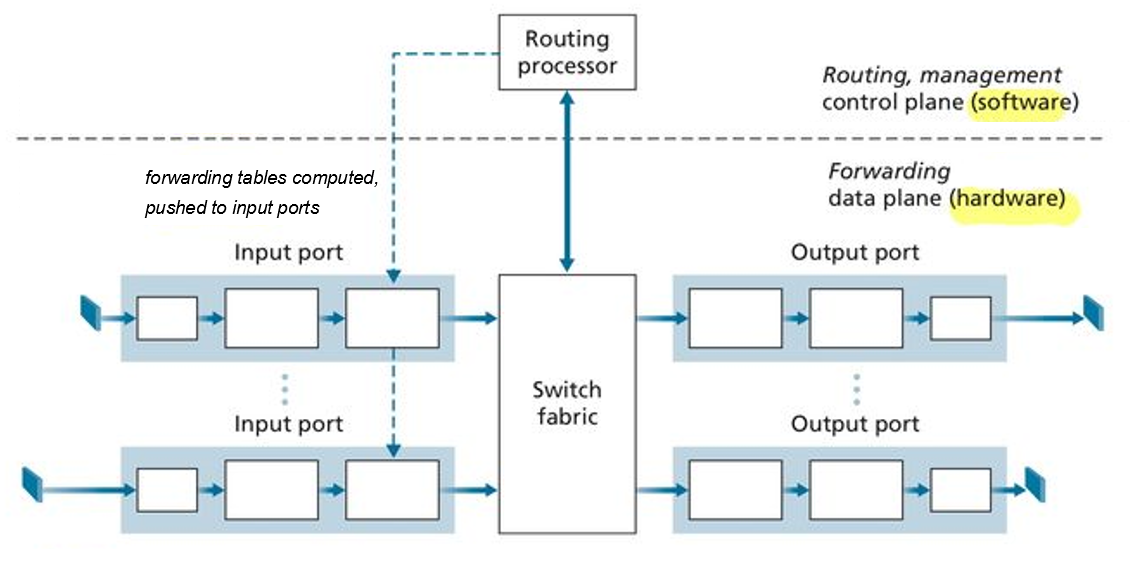 Routing
processor
Routing, management
control plane (software)
forwarding tables computed,
pushed to input ports
Forwarding
data plane (hardware)
Input port
Output port
Switch
fabric
Input port
Output port